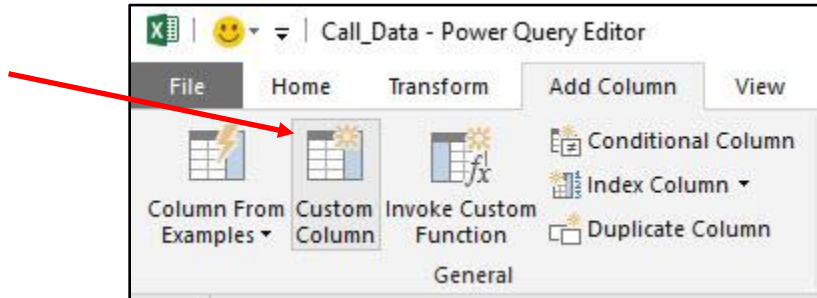 Call_Data - Power Query Editor
File Home Transform Add Column View
Column From Examples
Custom Column
Invoke Custom Function
Conditional Column
Index Column
Duplicate Column
General